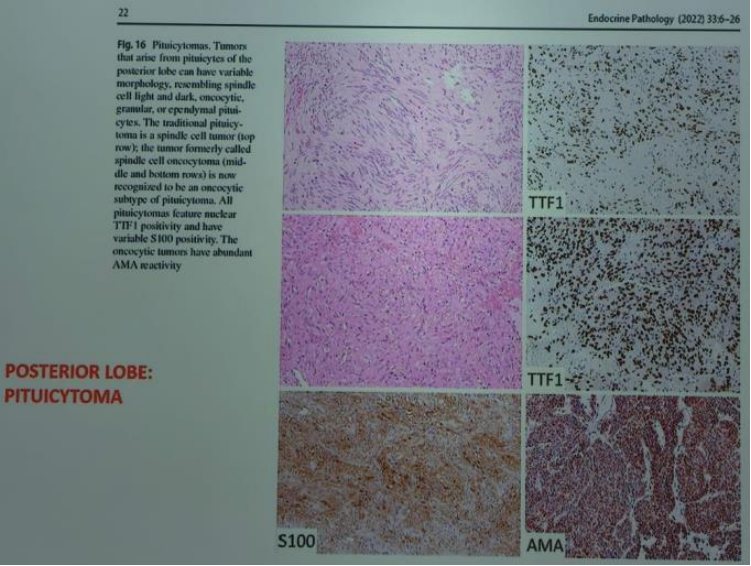 22
Endocrine Pathology (2022) 33:6–26
Fig. 16 Pituicytomas. Tumors
that arise from pituicytes of the
posterior lobe can have variable
morphology, resembling spindle
cell light and dark, oncocytic,
granular, or ependymal pitui-
cytes. The traditional pituicy-
toma is a spindle cell tumor (top
row); the tumor formerly called
spindle cell oncocytoma (mid-
dle and bottom rows) is now
recognized to be an oncocytic
subtype of pituicytoma. All
pituicytomas feature nuclear
TTF1 positivity and have
variable S100 positivity. The
oncocytic tumors have abundant
AMA reactivity
TTF1
TTF1
POSTERIOR LOBE:
PITUICYTOMA
S100
AMA